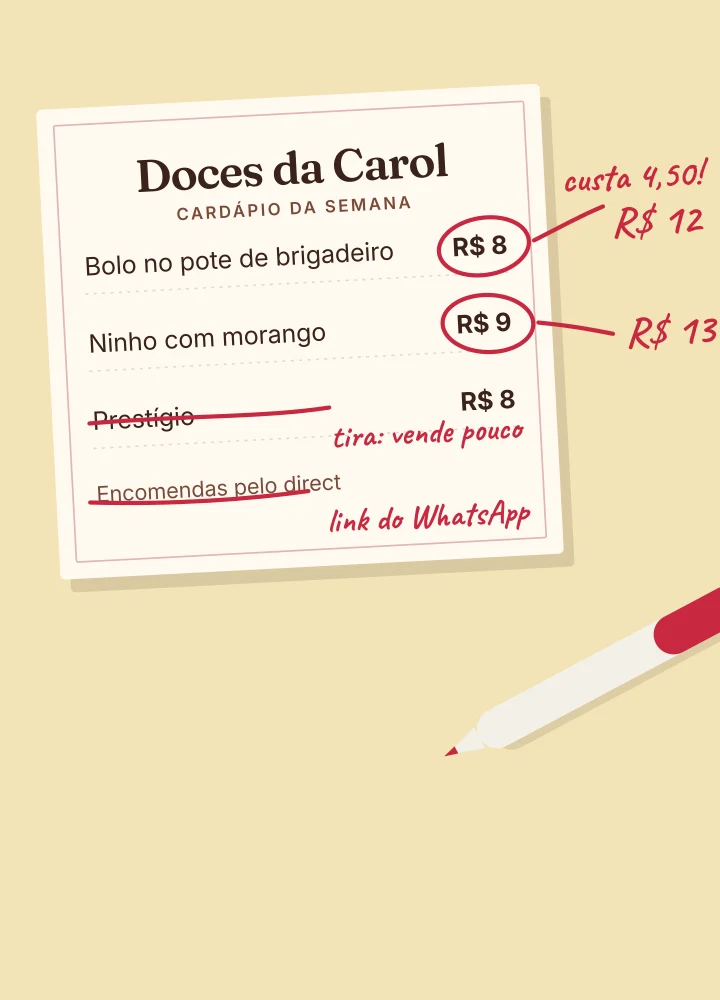 Doces da Carol
CARDÁPIO DA SEMANA
custa 4,50!
Bolo no pote de brigadeiro R$ 8 R$ 12
Ninho com morango R$ 9 R$ 13
Prestígio R$ 8
tira: vende pouco
Encomendas pelo direct
link do WhatsApp